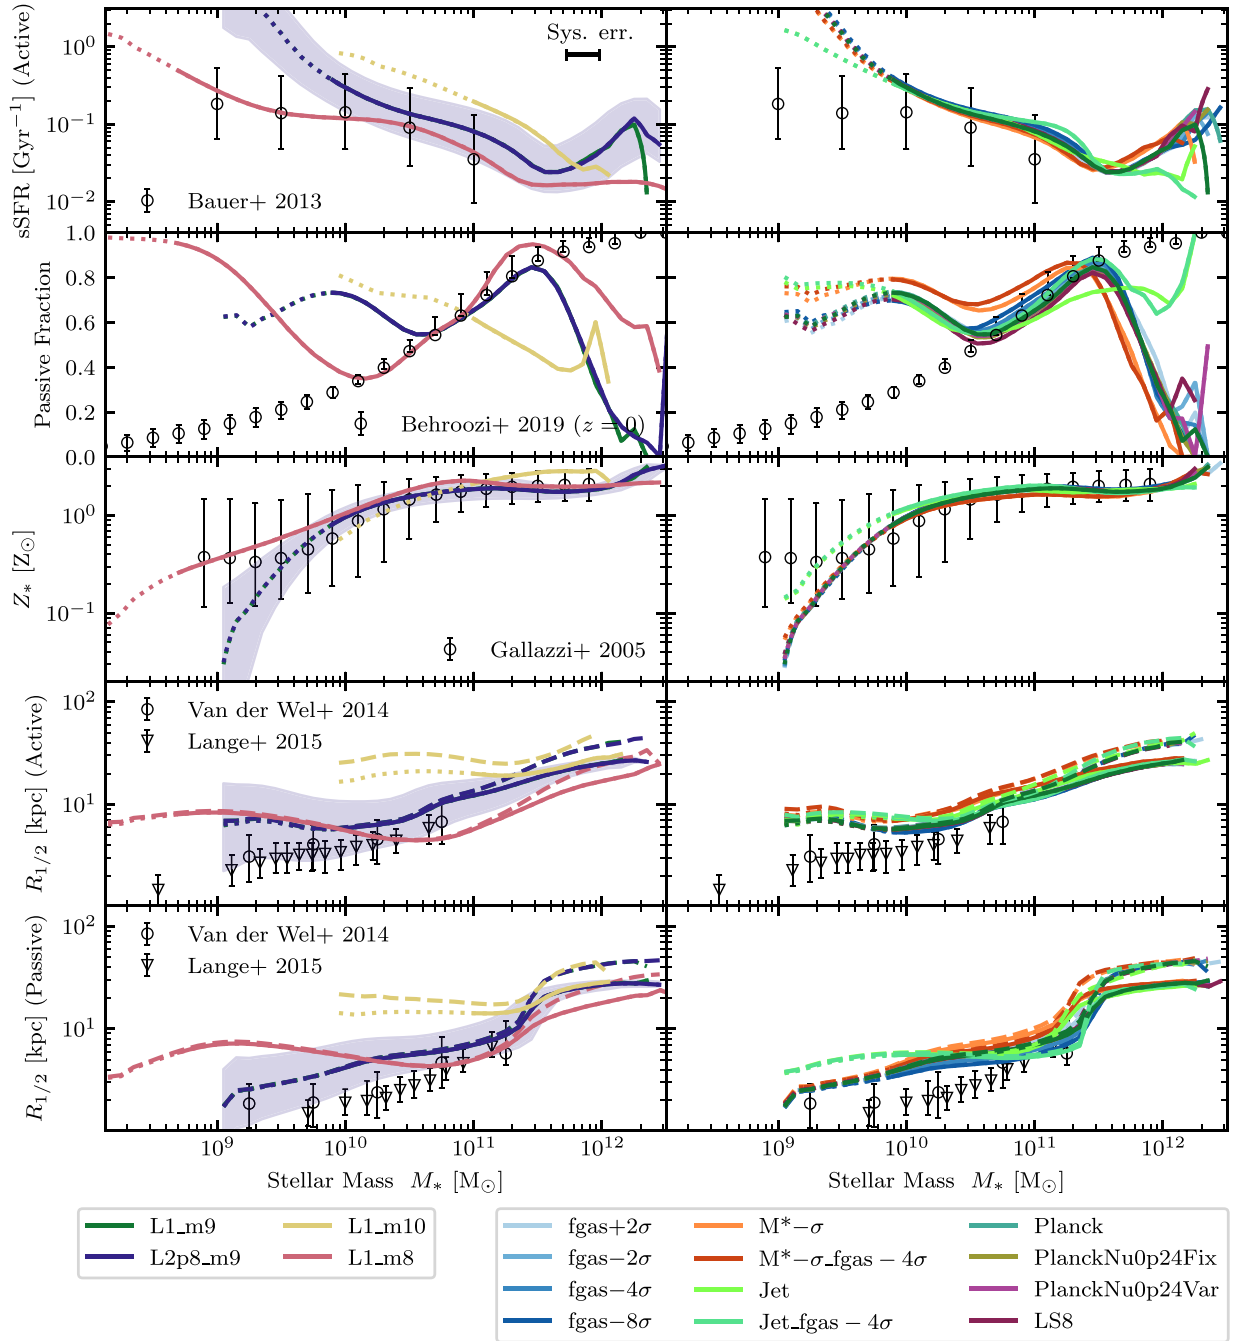 sSFR [Gyr⁻¹] (Active)
10⁰
10⁻¹
10⁻²
Sys. err.
Bauer+ 2013
Passive Fraction
1.0
0.8
0.6
0.4
0.2
0.0
Behroozi+ 2019 (z = 0)
Z* [Z⊙]
10⁰
10⁻¹
Gallazzi+ 2005
R1/2 [kpc] (Active)
10²
10¹
Van der Wel+ 2014
Lange+ 2015
R1/2 [kpc] (Passive)
10²
10¹
Van der Wel+ 2014
Lange+ 2015
10⁹ 10¹⁰ 10¹¹ 10¹² 10⁹ 10¹⁰ 10¹¹ 10¹²
Stellar Mass M* [M⊙] Stellar Mass M* [M⊙]
L1_m9
L2p8_m9
L1_m10
L1_m8
fgas+2σ
fgas−2σ
fgas−4σ
fgas−8σ
M*−σ
M*−σ_fgas − 4σ
Jet
Jet_fgas − 4σ
Planck
PlanckNu0p24Fix
PlanckNu0p24Var
LS8